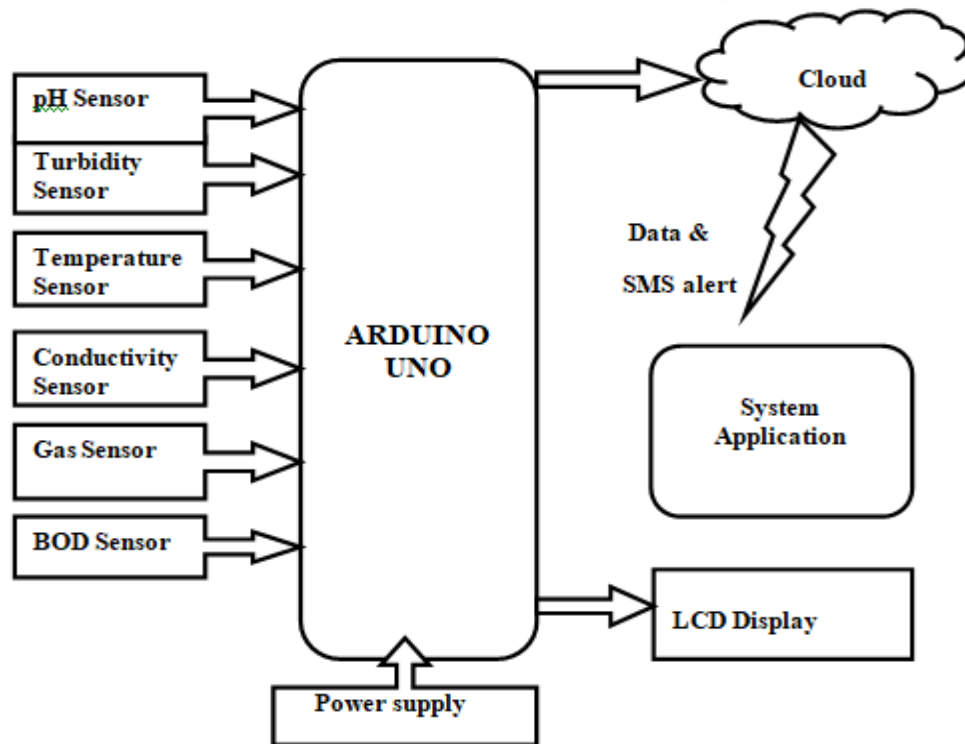 pH Sensor
Turbidity
Sensor
Temperature
Sensor
Conductivity
Sensor
Gas Sensor
BOD Sensor
ARDUINO
UNO
Power supply
Cloud
Data &
SMS alert
System
Application
LCD Display